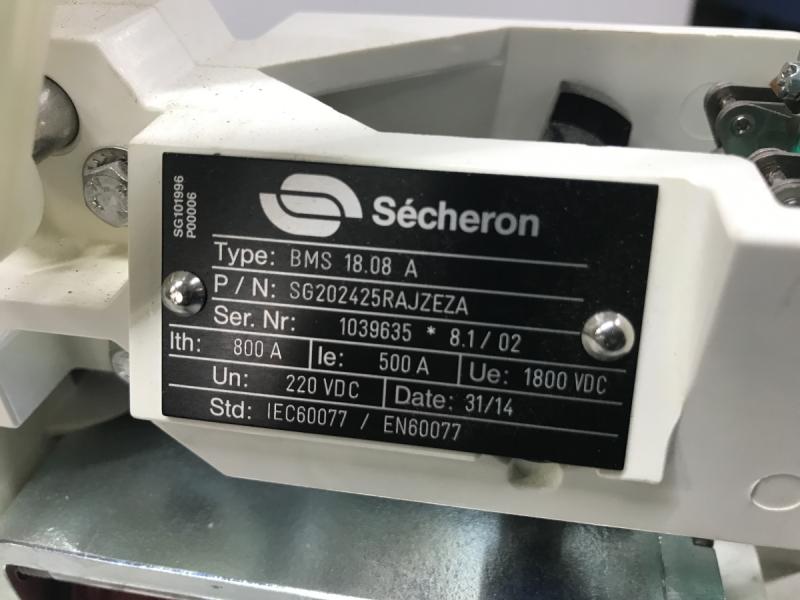 SG101996
P00006
Sécheron
Type: BMS 18.08 A
P / N: SG202425RAJZEZA
Ser. Nr: 1039635 * 8.1 / 02
Ith: 800 A Ie: 500 A Ue: 1800 VDC
Un: 220 VDC Date: 31/14
Std: IEC60077 / EN60077